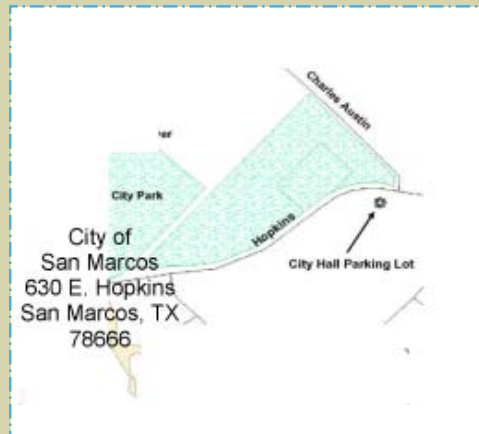 Charles Austin
City Park
Hopkins
City Hall Parking Lot
City of
San Marcos
630 E. Hopkins
San Marcos, TX
78666